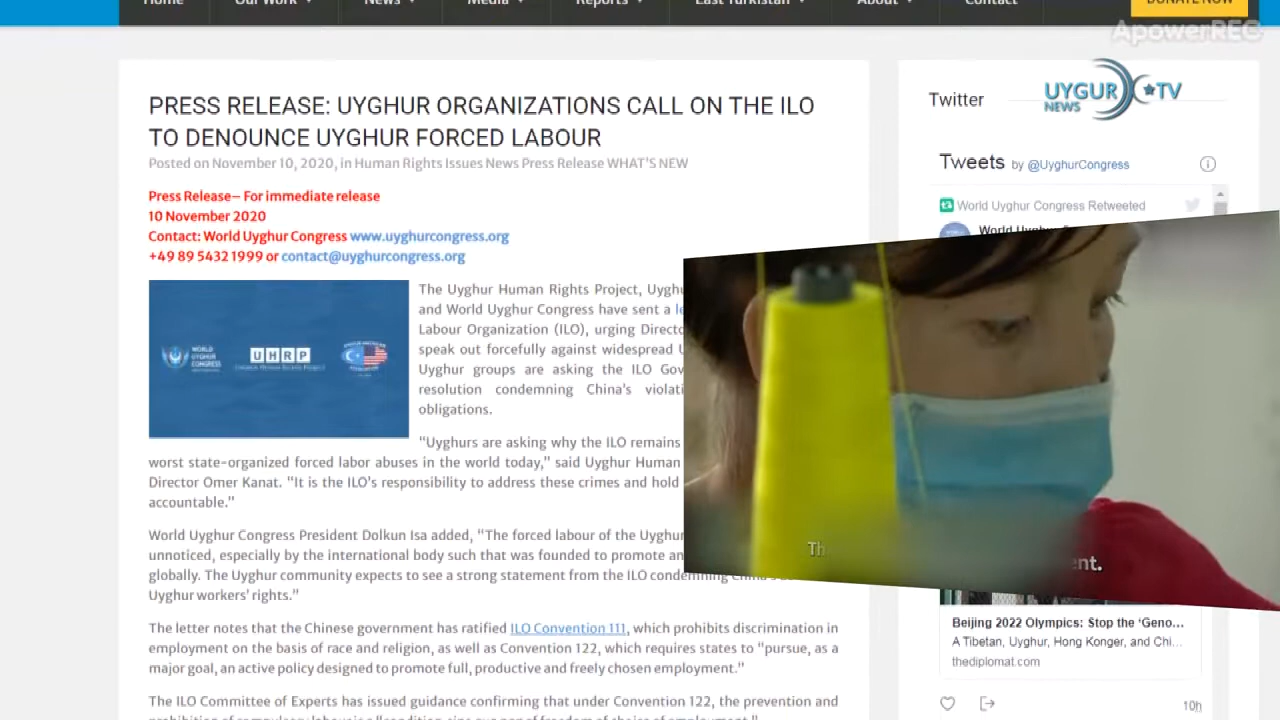 Home Our Work News Media Reports East Turkistan About Contact DONATE NOW
ApowerREC
PRESS RELEASE: UYGHUR ORGANIZATIONS CALL ON THE ILO
TO DENOUNCE UYGHUR FORCED LABOUR
Posted on November 10, 2020, in Human Rights Issues News Press Release WHAT'S NEW
Press Release– For immediate release
10 November 2020
Contact: World Uyghur Congress www.uyghurcongress.org
+49 89 5432 1999 or contact@uyghurcongress.org
WORLD
UYGHUR
CONGRESS
UHRP
The Uyghur Human Rights Project,
and World Uyghur Congress have sent a
Labour Organization (ILO), urging
speak out forcefully against widespread
Uyghur groups are asking the ILO
resolution condemning China's
obligations.
"Uyghurs are asking why the ILO remains
worst state-organized forced labor abuses in the world today," said Uyghur Human
Director Omer Kanat. "It is the ILO's responsibility to address these crimes and hold
accountable."
World Uyghur Congress President Dolkun Isa added, "The forced labour of the
unnoticed, especially by the international body such that was founded to promote
globally. The Uyghur community expects to see a strong statement from the ILO condemning China's
Uyghur workers' rights."
The letter notes that the Chinese government has ratified ILO Convention 111, which prohibits discrimination in
employment on the basis of race and religion, as well as Convention 122, which requires states to "pursue, as a
major goal, an active policy designed to promote full, productive and freely chosen employment."
The ILO Committee of Experts has issued guidance confirming that under Convention 122, the prevention and
Twitter
UYGUR TV
NEWS
Tweets by @UyghurCongress
World Uyghur Congress Retweeted
World
Beijing 2022 Olympics: Stop the 'Geno...
A Tibetan, Uyghur, Hong Konger, and Chi...
thediplomat.com
10h